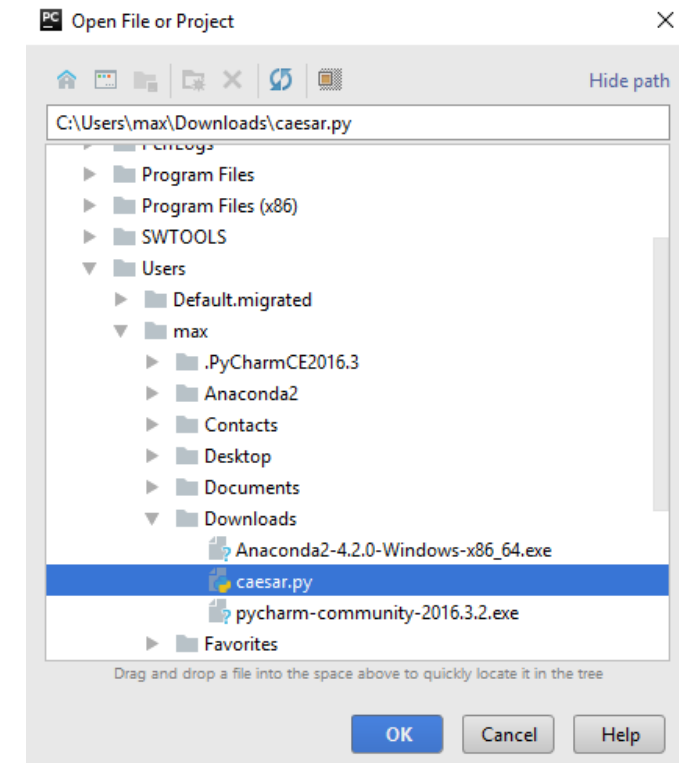 PC Open File or Project
Hide path
C:\Users\max\Downloads\caesar.py
PerfLogs
Program Files
Program Files (x86)
SWTOOLS
Users
Default.migrated
max
.PyCharmCE2016.3
Anaconda2
Contacts
Desktop
Documents
Downloads
Anaconda2-4.2.0-Windows-x86_64.exe
caesar.py
pycharm-community-2016.3.2.exe
Favorites
Drag and drop a file into the space above to quickly locate it in the tree
OK Cancel Help